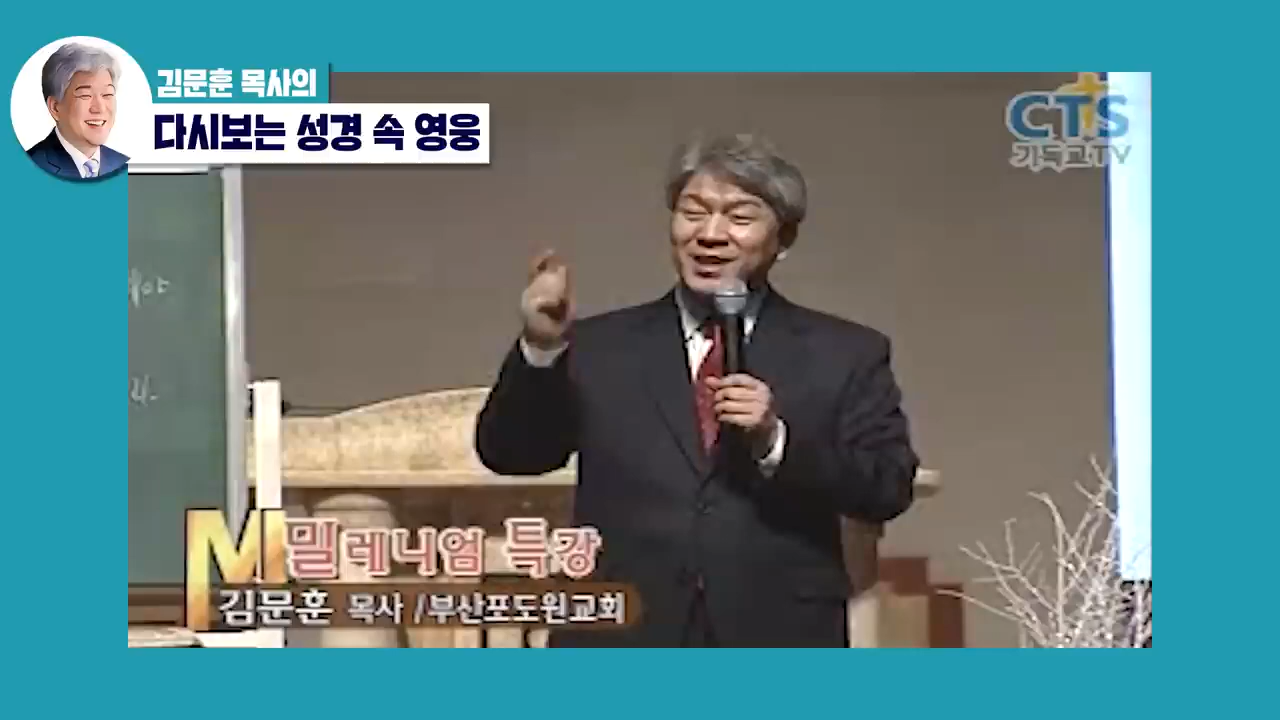 김문훈 목사의
다시보는 성경 속 영웅
CTS
기독교TV
M 밀레니엄 특강
김문훈 목사 /부산포도원교회